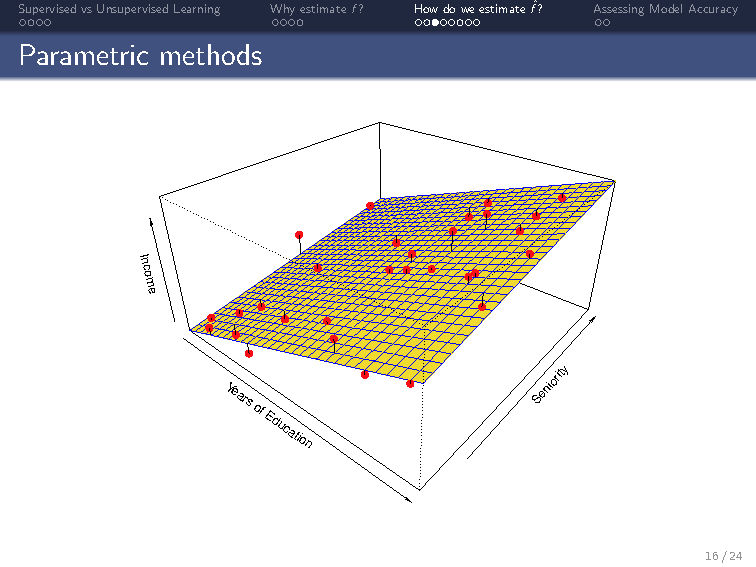 Supervised vs Unsupervised Learning Why estimate f? How do we estimate f̂? Assessing Model Accuracy
Parametric methods
Income
Years of Education
Seniority
16 / 24